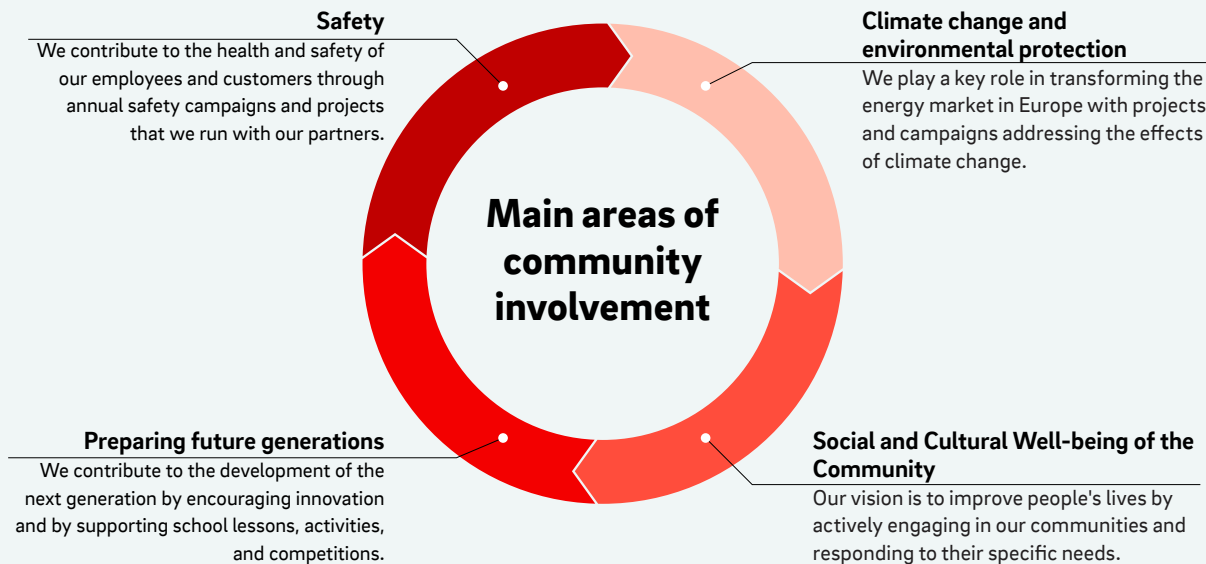 Safety
We contribute to the health and safety of
our employees and customers through
annual safety campaigns and projects
that we run with our partners.
Climate change and
environmental protection
We play a key role in transforming the
energy market in Europe with projects
and campaigns addressing the effects
of climate change.
Main areas of
community
involvement
Preparing future generations
We contribute to the development of the
next generation by encouraging innovation
and by supporting school lessons, activities,
and competitions.
Social and Cultural Well-being of the
Community
Our vision is to improve people's lives by
actively engaging in our communities and
responding to their specific needs.